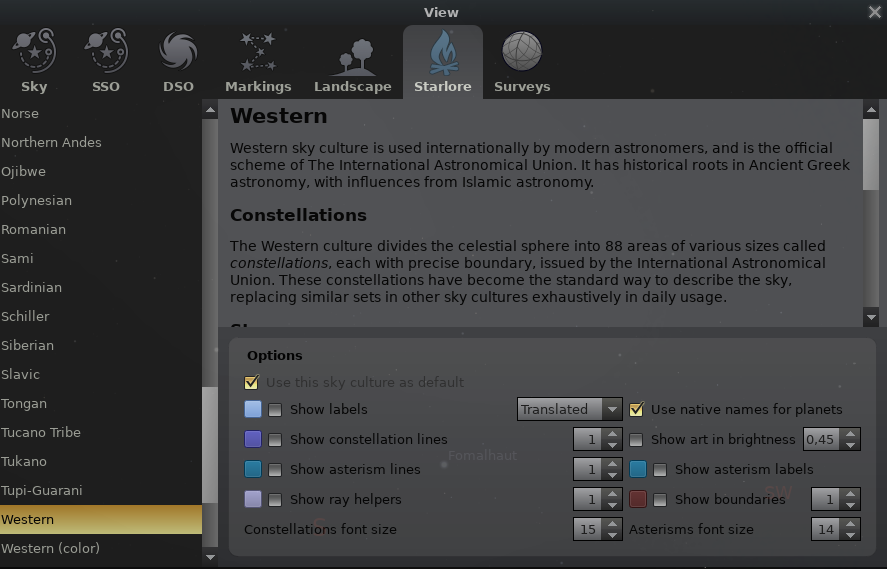 View
Sky
SSO
DSO
Markings
Landscape
Starlore
Surveys
Norse
Northern Andes
Ojibwe
Polynesian
Romanian
Sami
Sardinian
Schiller
Siberian
Slavic
Tongan
Tucano Tribe
Tukano
Tupi-Guarani
Western
Western (color)
Western
Western sky culture is used internationally by modern astronomers, and is the official
scheme of The International Astronomical Union. It has historical roots in Ancient Greek
astronomy, with influences from Islamic astronomy.
Constellations
The Western culture divides the celestial sphere into 88 areas of various sizes called
constellations, each with precise boundary, issued by the International Astronomical
Union. These constellations have become the standard way to describe the sky,
replacing similar sets in other sky cultures exhaustively in daily usage.
Options
Use this sky culture as default
Show labels Translated Use native names for planets
Show constellation lines 1 Show art in brightness 0,45
Fomalhaut
Show asterism lines 1 Show asterism labels
Show ray helpers 1 Show boundaries 1
SW
S
Constellations font size 15 Asterisms font size 14